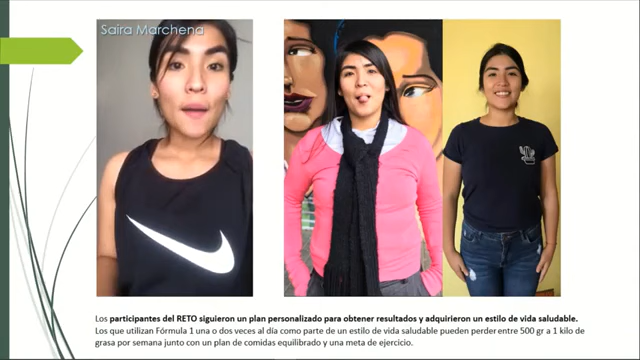 Saira Marchena
Los participantes del RETO siguieron un plan personalizado para obtener resultados y adquirieron un estilo de vida saludable.
Los que utilizan Fórmula 1 una o dos veces al día como parte de un estilo de vida saludable pueden perder entre 500 gr a 1 kilo de
grasa por semana junto con un plan de comidas equilibrado y una meta de ejercicio.